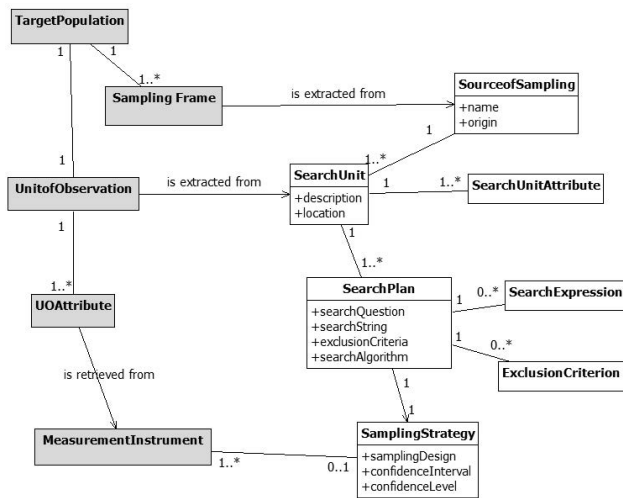 TargetPopulation
1
1
1..*
Sampling Frame
is extracted from
SourceofSampling
+name
+origin
1
1..*
1
UnitofObservation
is extracted from
SearchUnit
+description
+location
1
1..*
SearchUnitAttribute
1
1
1..*
1..*
UOAttribute
SearchPlan
+searchQuestion
+searchString
+exclusionCriteria
+searchAlgorithm
1
0..*
SearchExpression
1
0..*
ExclusionCriterion
is retrieved from
1
1
MeasurementInstrument
1..*
0..1
SamplingStrategy
+samplingDesign
+confidenceInterval
+confidenceLevel